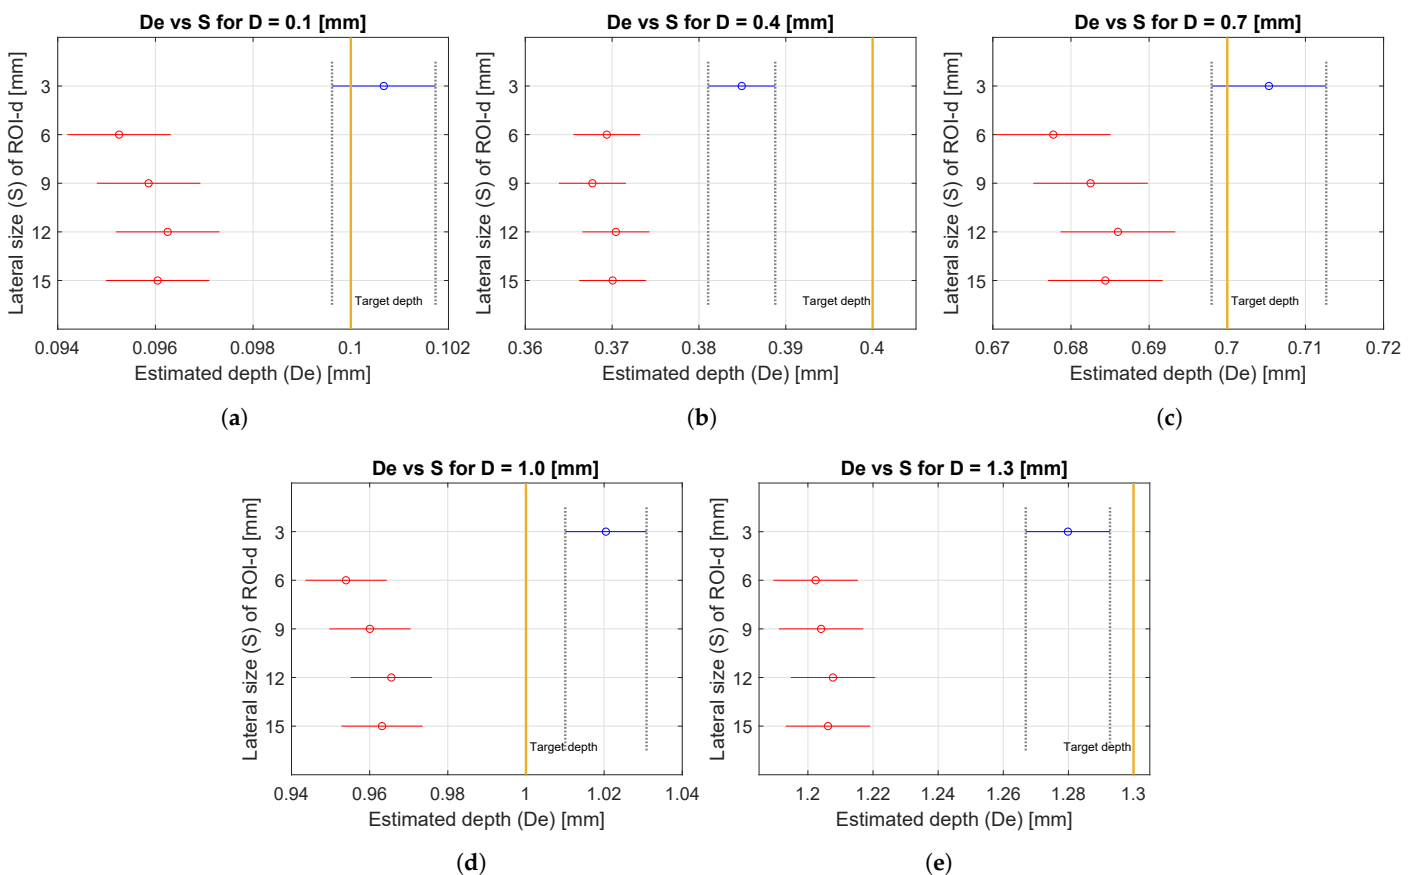 De vs S for D = 0.1 [mm]
Lateral size (S) of ROI-d [mm]
3
6
9
12
15
Target depth
0.094 0.096 0.098 0.1 0.102
Estimated depth (De) [mm]
(a)
De vs S for D = 0.4 [mm]
Lateral size (S) of ROI-d [mm]
3
6
9
12
15
Target depth
0.36 0.37 0.38 0.39 0.4
Estimated depth (De) [mm]
(b)
De vs S for D = 0.7 [mm]
Lateral size (S) of ROI-d [mm]
3
6
9
12
15
Target depth
0.67 0.68 0.69 0.7 0.71 0.72
Estimated depth (De) [mm]
(c)
De vs S for D = 1.0 [mm]
Lateral size (S) of ROI-d [mm]
3
6
9
12
15
Target depth
0.94 0.96 0.98 1 1.02 1.04
Estimated depth (De) [mm]
(d)
De vs S for D = 1.3 [mm]
Lateral size (S) of ROI-d [mm]
3
6
9
12
15
Target depth
1.2 1.22 1.24 1.26 1.28 1.3
Estimated depth (De) [mm]
(e)